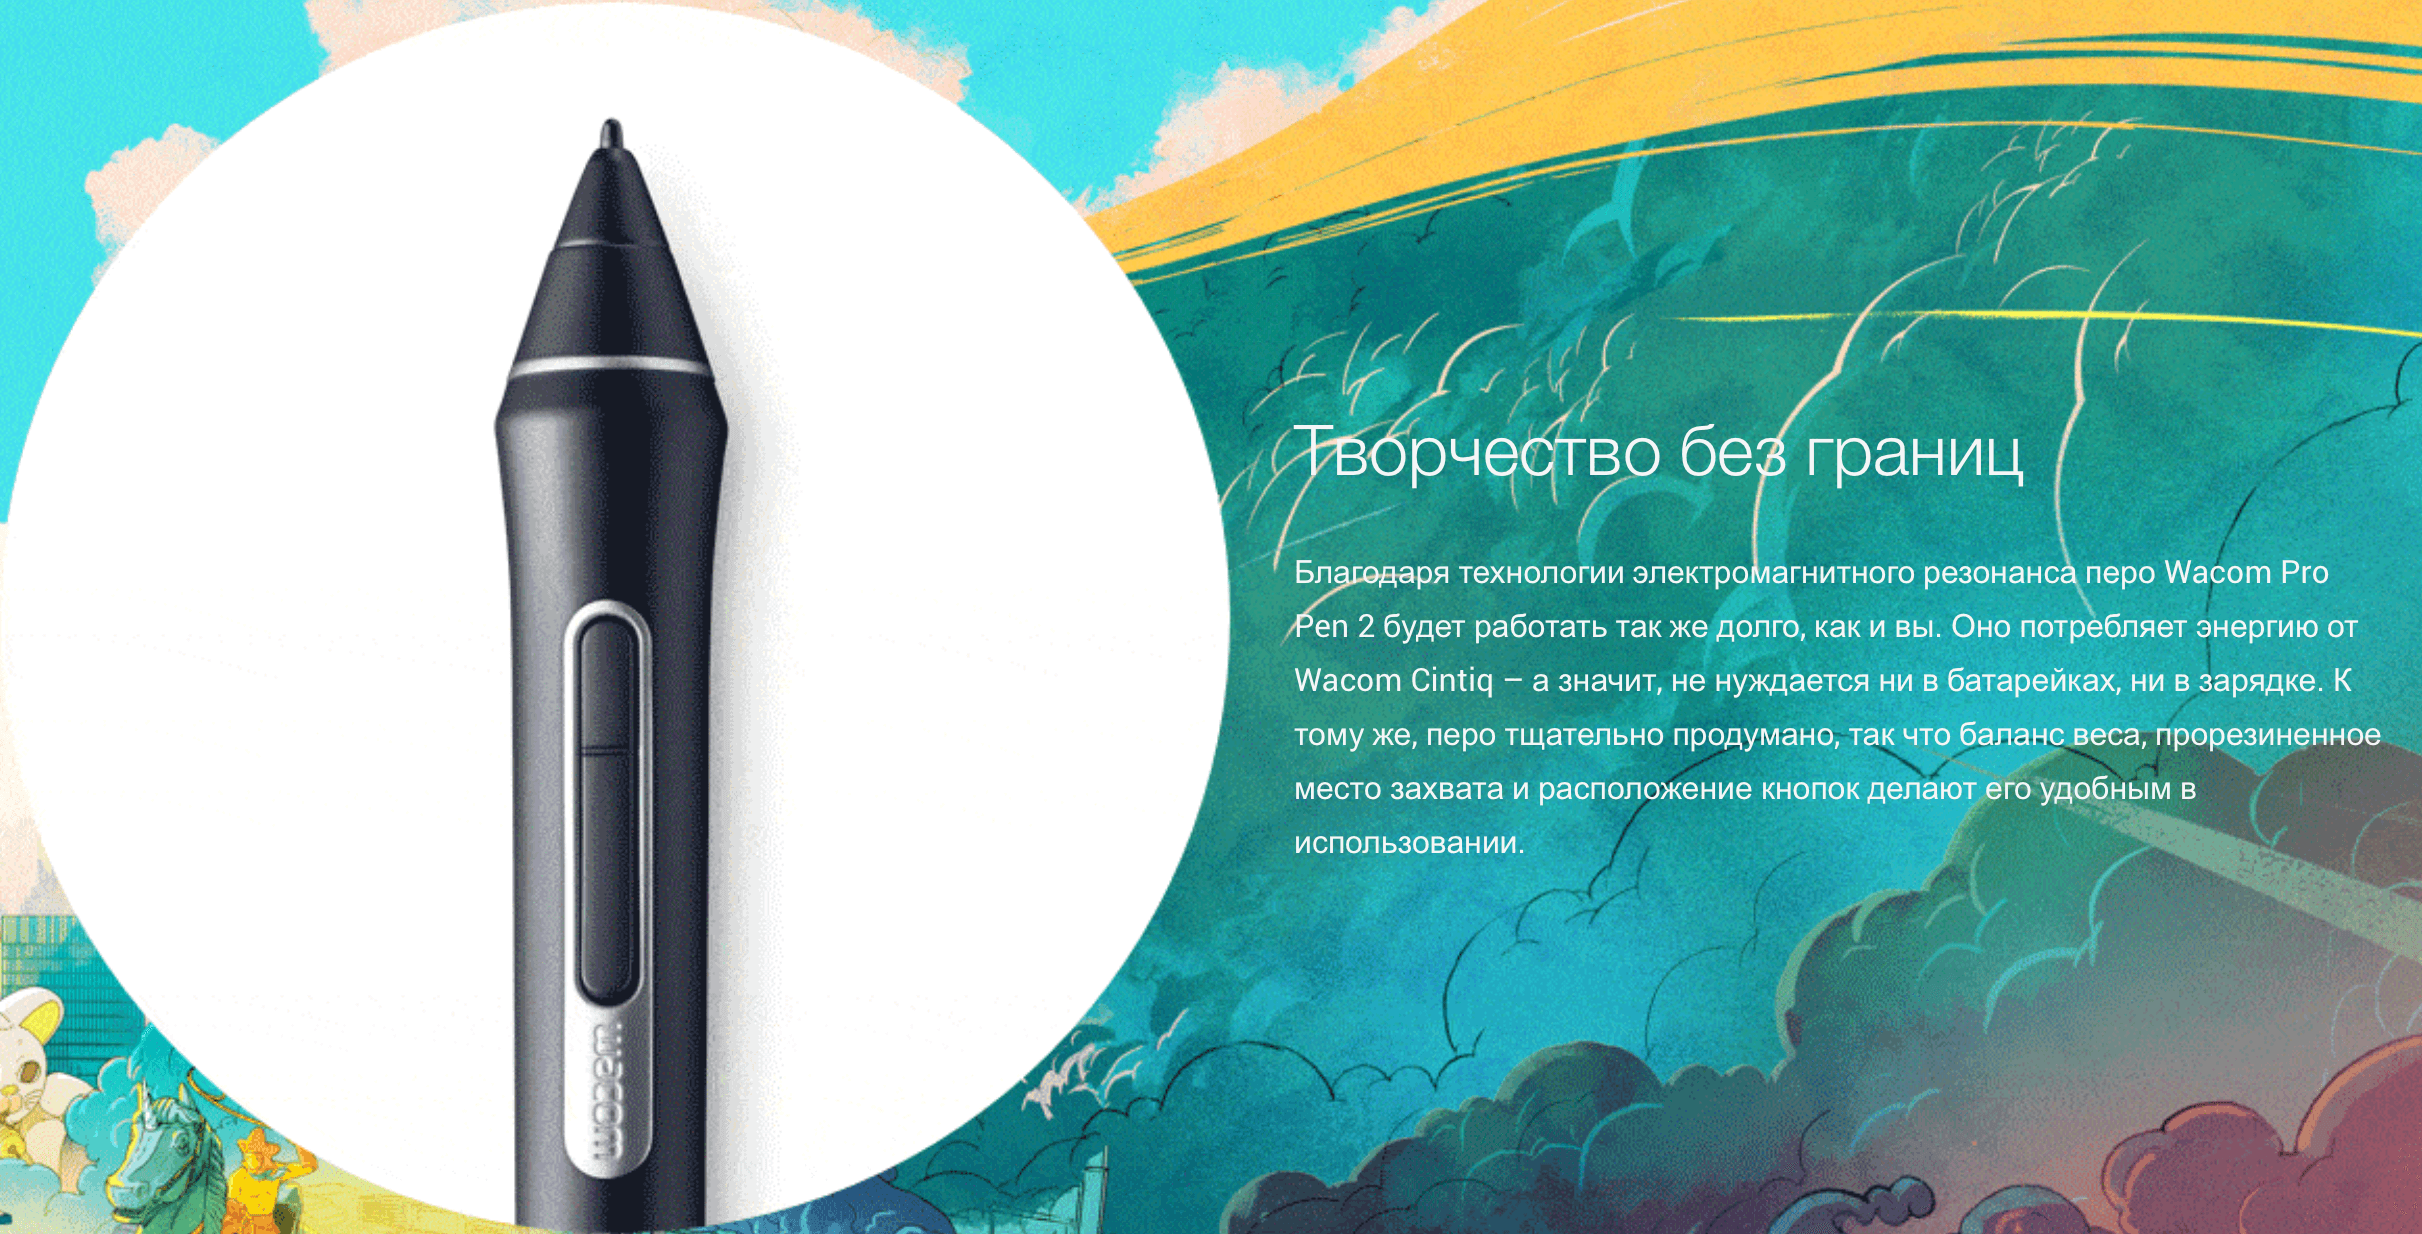 Творчество без границ
Благодаря технологии электромагнитного резонанса перо Wacom Pro
Pen 2 будет работать так же долго, как и вы. Оно потребляет энергию от
Wacom Cintiq – а значит, не нуждается ни в батарейках, ни в зарядке. К
тому же, перо тщательно продумано, так что баланс веса, прорезиненное
место захвата и расположение кнопок делают его удобным в
использовании.
wacom